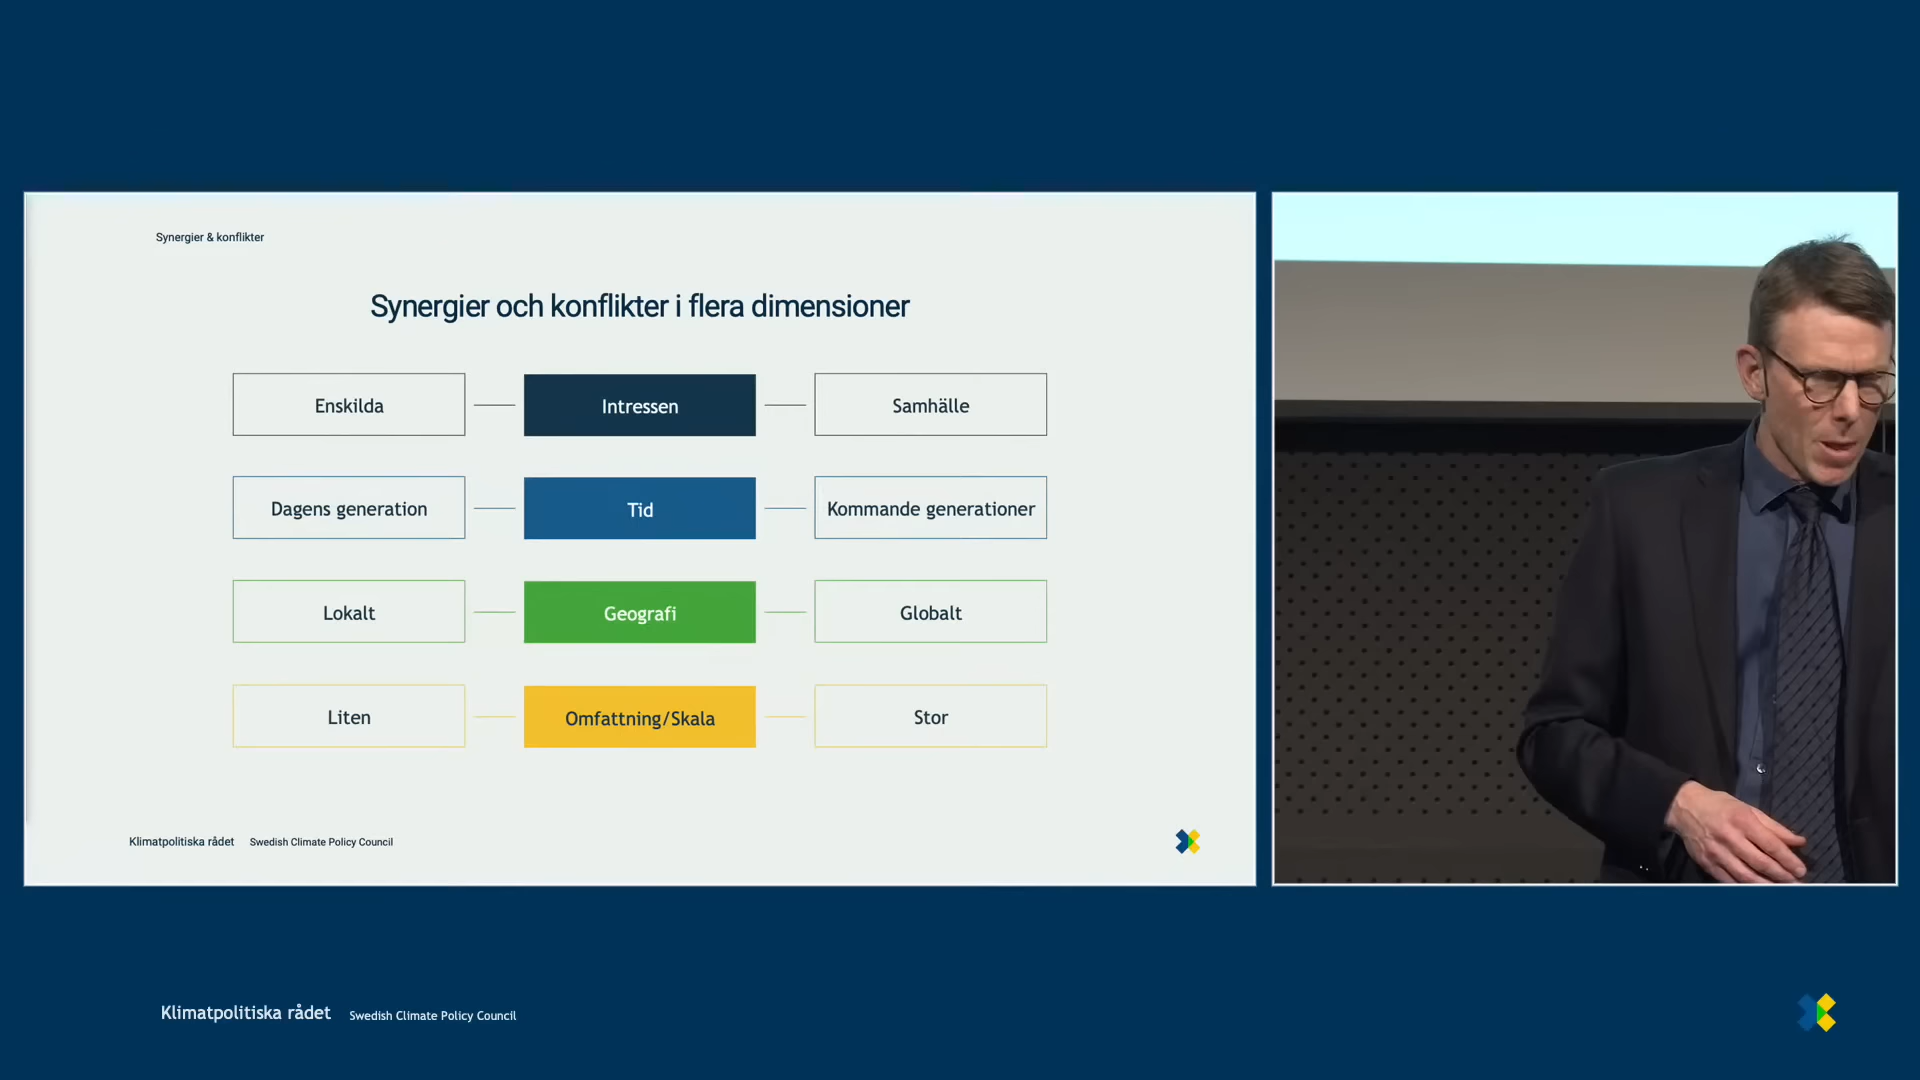 Synergier & konflikter
Synergier och konflikter i flera dimensioner
Enskilda
Intressen
Samhälle
Dagens generation
Tid
Kommande generationer
Lokalt
Geografi
Globalt
Liten
Omfattning/Skala
Stor
Klimatpolitiska rådet Swedish Climate Policy Council
Klimatpolitiska rådet Swedish Climate Policy Council